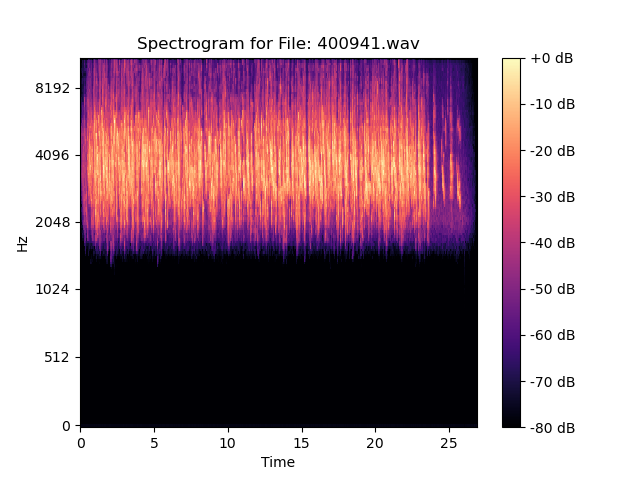 Spectrogram for File: 400941.wav
8192
4096
2048
1024
512
0
Hz
0 5 10 15 20 25
Time
+0 dB
-10 dB
-20 dB
-30 dB
-40 dB
-50 dB
-60 dB
-70 dB
-80 dB